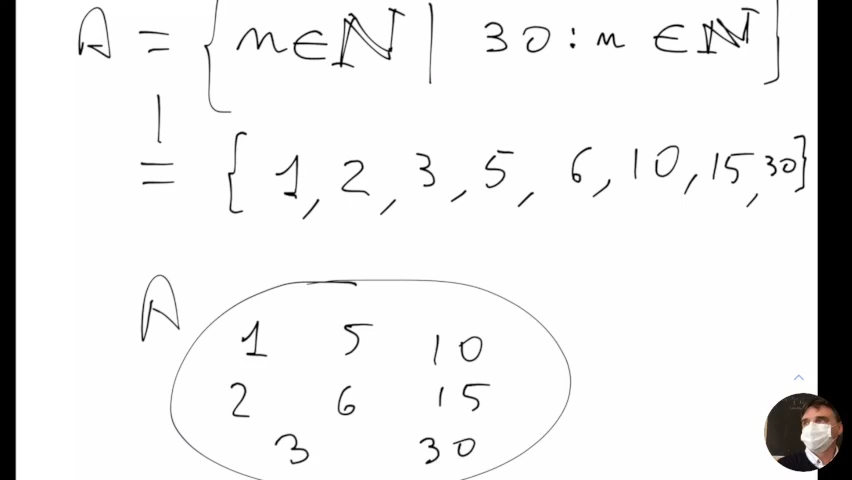 A = { n ∈ ℕ | 30 : n ∈ ℕ }
= { 1, 2, 3, 5, 6, 10, 15, 30 }
A
1 5 10
2 6 15
3 30